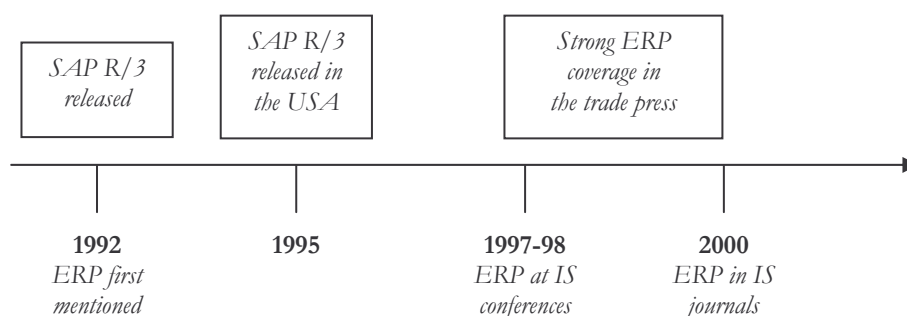 SAP R/3
released
SAP R/3
released in
the USA
Strong ERP
coverage in
the trade press
1992
ERP first
mentioned
1995
1997-98
ERP at IS
conferences
2000
ERP in IS
journals